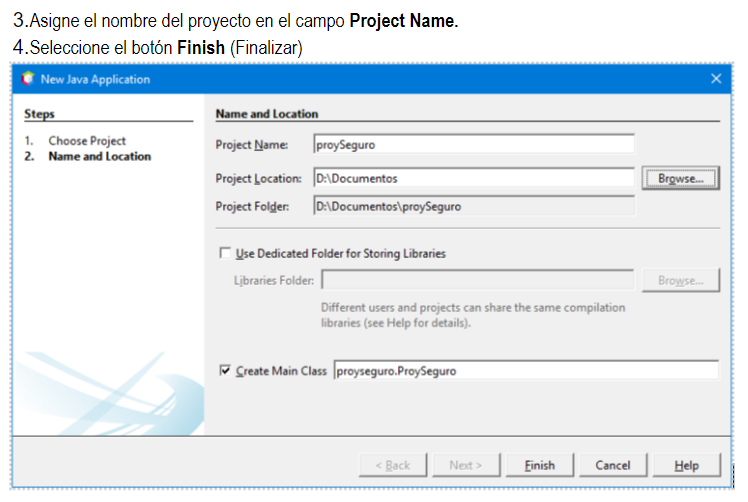 3.Asigne el nombre del proyecto en el campo Project Name.
4.Seleccione el botón Finish (Finalizar)
New Java Application
Steps
1. Choose Project
2. Name and Location
Name and Location
Project Name: proySeguro
Project Location: D:\Documentos Browse...
Project Folder: D:\Documentos\proySeguro
Use Dedicated Folder for Storing Libraries
Libraries Folder: Browse...
Different users and projects can share the same compilation
libraries (see Help for details).
Create Main Class proyseguro.ProySeguro
< Back Next > Finish Cancel Help